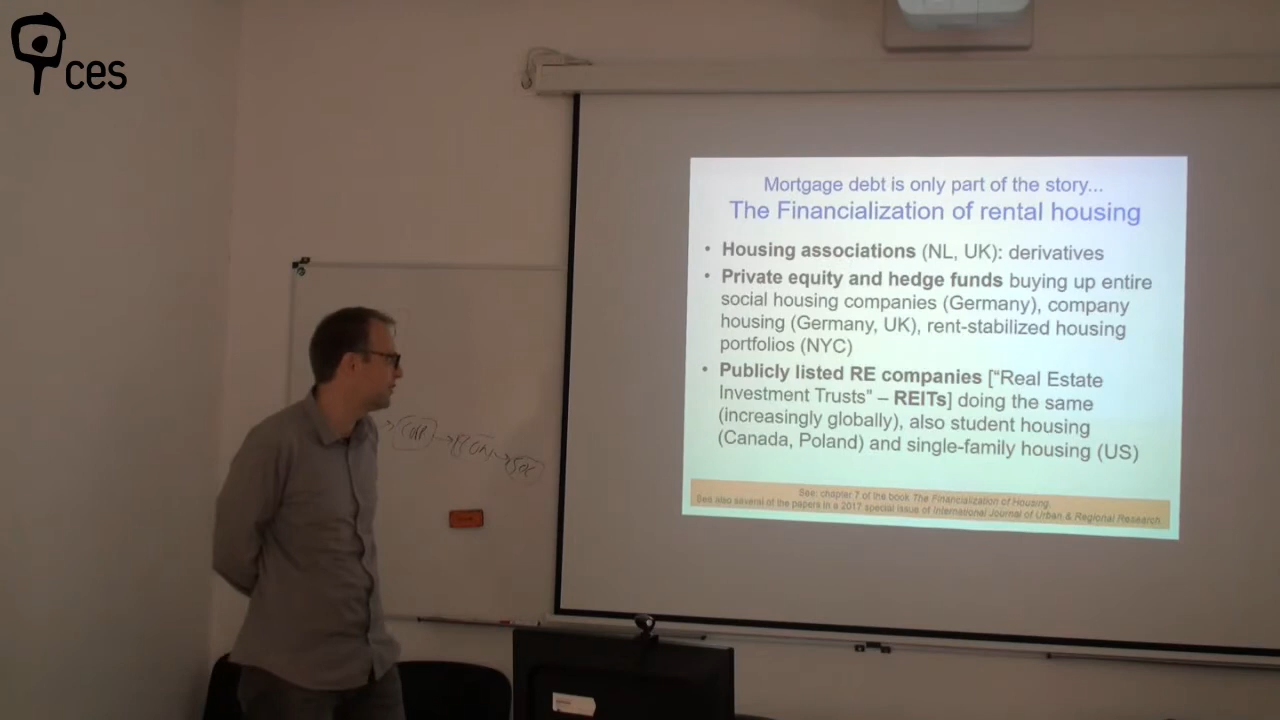 ces
Mortgage debt is only part of the story...
The Financialization of rental housing
• Housing associations (NL, UK): derivatives
• Private equity and hedge funds buying up entire
social housing companies (Germany), company
housing (Germany, UK), rent-stabilized housing
portfolios (NYC)
• Publicly listed RE companies [“Real Estate
Investment Trusts” – REITs] doing the same
(increasingly globally), also student housing
(Canada, Poland) and single-family housing (US)
See: chapter 7 of the book The Financialization of Housing.
See also several of the papers in a 2017 special issue of International Journal of Urban & Regional Research